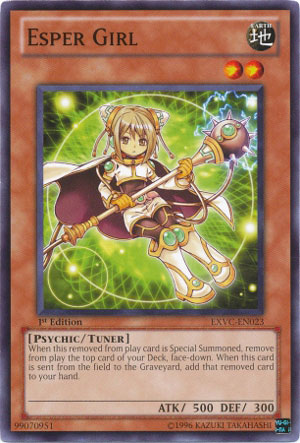 ESPER GIRL
EARTH
地
1st Edition
EXVC-EN023
[PSYCHIC/TUNER]
When this removed from play card is Special Summoned, remove
from play the top card of your Deck, face-down. When this card
is sent from the field to the Graveyard, add that removed card
to your hand.
ATK/ 500 DEF/ 300
99070951
©1996 KAZUKI TAKAHASHI